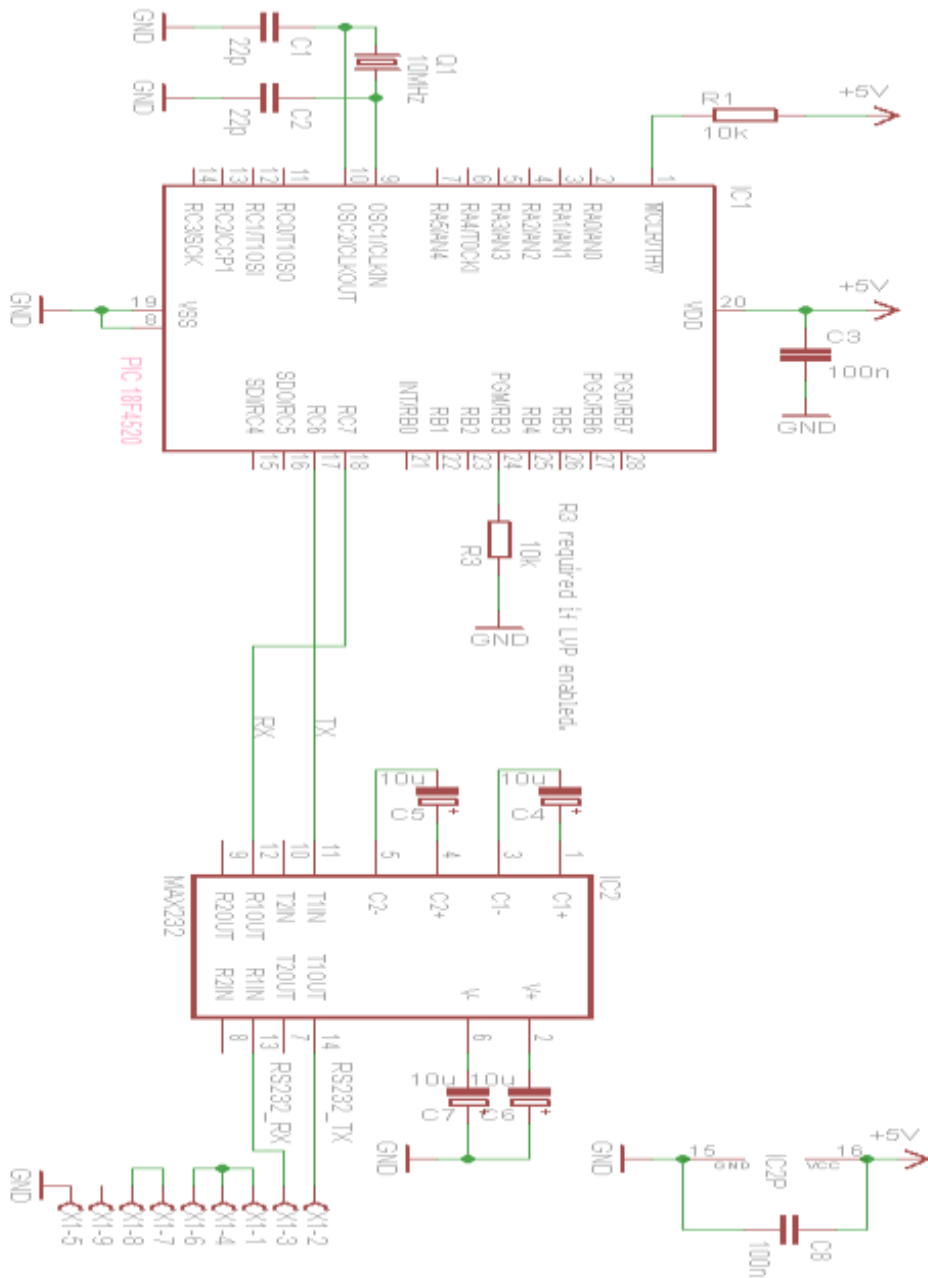 +5V
R1
10k
Q1
10MHz
C1
22p
C2
22p
GND
GND
IC1
1 MCLR/THV
2 RA0/AN0
3 RA1/AN1
4 RA2/AN2
5 RA3/AN3
6 RA4/T0CKI
7 RA5/AN4
9 OSC1/CLKIN
10 OSC2/CLKOUT
11 RC0/T1OSO
12 RC1/T1OSI
13 RC2/CCP1
14 RC3/SCK
VDD 20
+5V
C3
100n
GND
VSS
19
8
GND
PIC 18F4520
PGD/RB7 28
PGC/RB6 27
RB5 26
RB4 25
PGM/RB3 24
RB2 23
RB1 22
INT/RB0 21
RC7 18
RC6 17
SDO/RC5 16
SDI/RC4 15
10k
R3
GND
R3 required if LVP enabled.
TX
RX
10u
C4
10u
C5
IC2
1 C1+
3 C1-
4 C2+
5 C2-
11 T1IN
10 T2IN
12 R1OUT
9 R2OUT
V+ 2
V- 6
T1OUT 14
T2OUT 7
R1IN 13
R2IN 8
MAX232
10u
C6
10u
C7
GND
RS232_TX
RS232_RX
X1-2
X1-3
X1-1
X1-4
X1-6
X1-7
X1-8
X1-9
X1-5
GND
+5V
16
VCC
IC2P
GND
15
GND
C8
100n